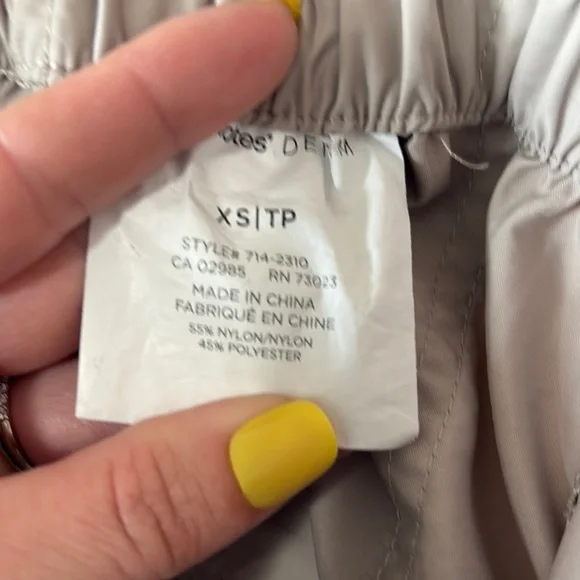 XS|TP
STYLE# 714-2310
CA 02985 RN 73023
MADE IN CHINA
FABRIQUÉ EN CHINE
55% NYLON/NYLON
45% POLYESTER